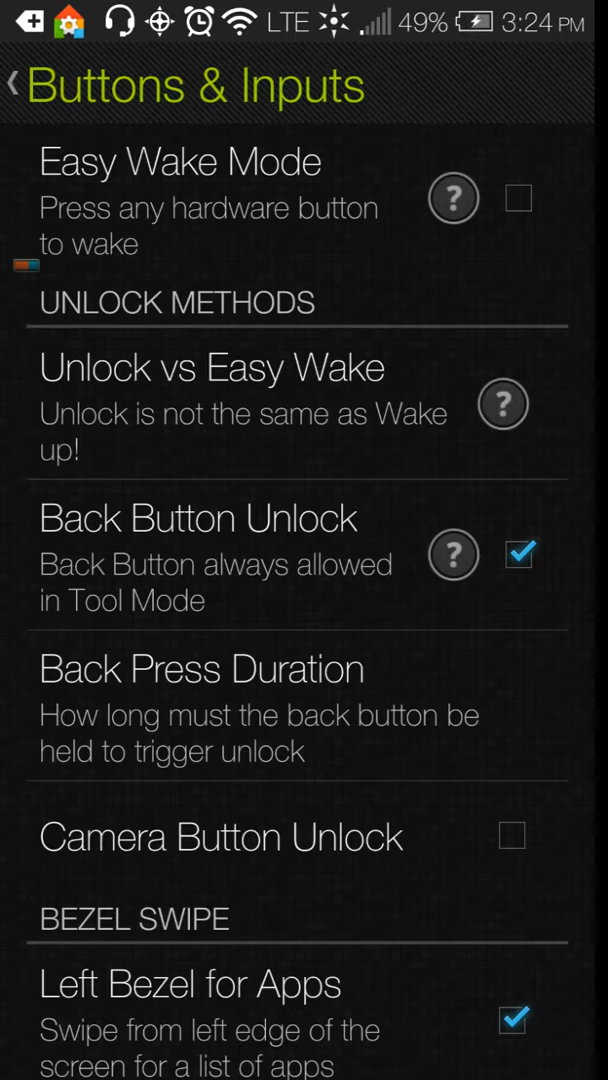 LTE 49% 3:24 PM
Buttons & Inputs
Easy Wake Mode
Press any hardware button
to wake
?
UNLOCK METHODS
Unlock vs Easy Wake
Unlock is not the same as Wake
up!
?
Back Button Unlock
Back Button always allowed
in Tool Mode
?
Back Press Duration
How long must the back button be
held to trigger unlock
Camera Button Unlock
BEZEL SWIPE
Left Bezel for Apps
Swipe from left edge of the
screen for a list of apps